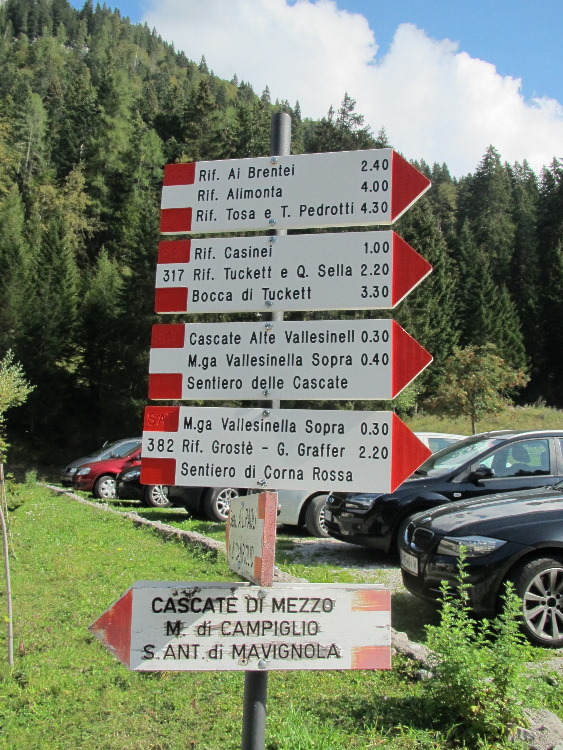 Rif. Ai Brentei 2.40
Rif. Alimonta 4.00
Rif. Tosa e T. Pedrotti 4.30
Rif. Casinei 1.00
317 Rif. Tuckett e Q. Sella 2.20
Bocca di Tuckett 3.30
Cascate Alte Vallesinell 0.30
M.ga Vallesinella Sopra 0.40
Sentiero delle Cascate
SAT M.ga Vallesinella Sopra 0.30
382 Rif. Grostè - G. Graffer 2.20
Sentiero di Corna Rossa
CASCATE DI MEZZO
M. di CAMPIGLIO
S. ANT. di MAVIGNOLA